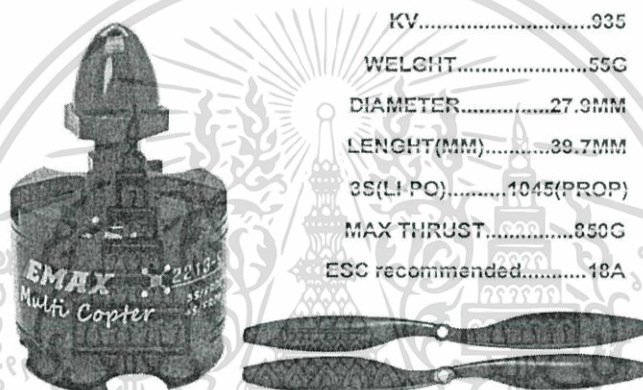 KV..........................935
WELGHT....................55G
DIAMETER.............27.9MM
LENGHT(MM)..........39.7MM
3S(LI-PO).........1045(PROP)
MAX THRUST..............850G
ESC recommended..........18A
EMAX
Multi Copter